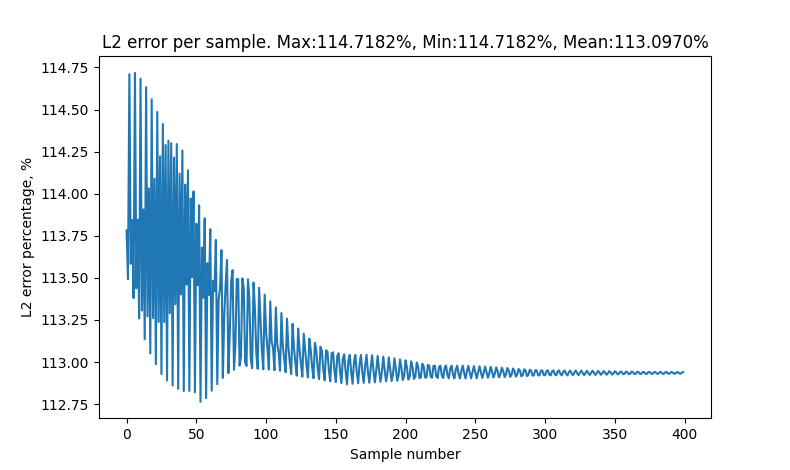 L2 error per sample. Max:114.7182%, Min:114.7182%, Mean:113.0970%
114.75
114.50
114.25
114.00
113.75
113.50
113.25
113.00
112.75
L2 error percentage, %
0 50 100 150 200 250 300 350 400
Sample number